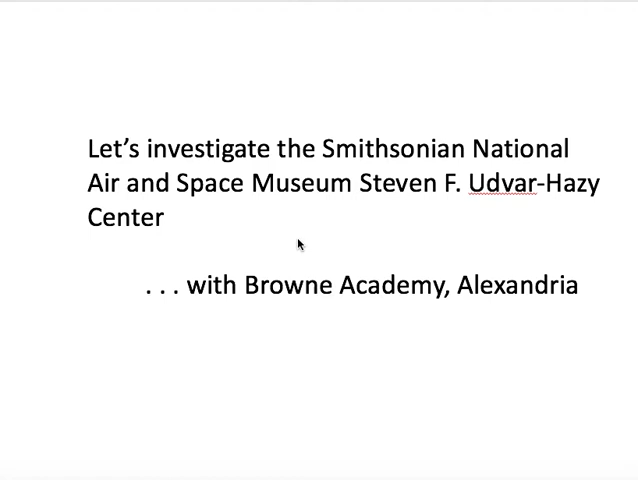 Let’s investigate the Smithsonian National
Air and Space Museum Steven F. Udvar-Hazy
Center
. . . with Browne Academy, Alexandria